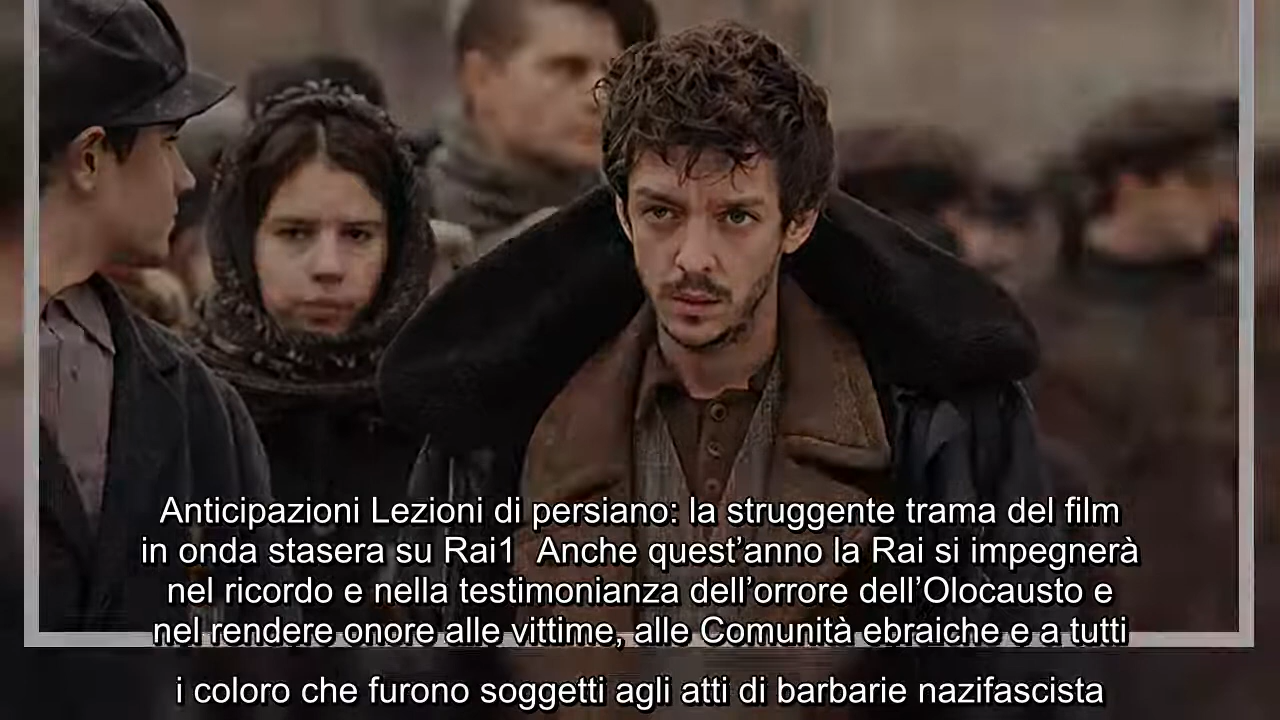 Anticipazioni Lezioni di persiano: la struggente trama del film
in onda stasera su Rai1  Anche quest’anno la Rai si impegnerà
nel ricordo e nella testimonianza dell’orrore dell’Olocausto e
nel rendere onore alle vittime, alle Comunità ebraiche e a tutti
i coloro che furono soggetti agli atti di barbarie nazifascista